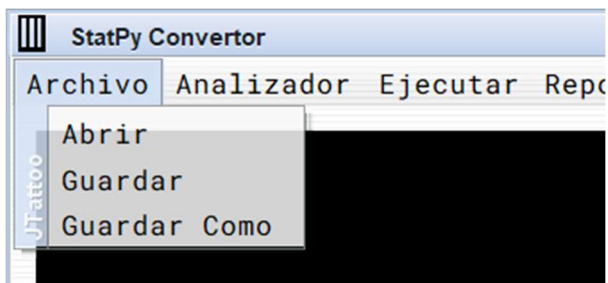 StatPy Convertor
Archivo Analizador Ejecutar Repo
Abrir
Guardar
Guardar Como
JTattoo